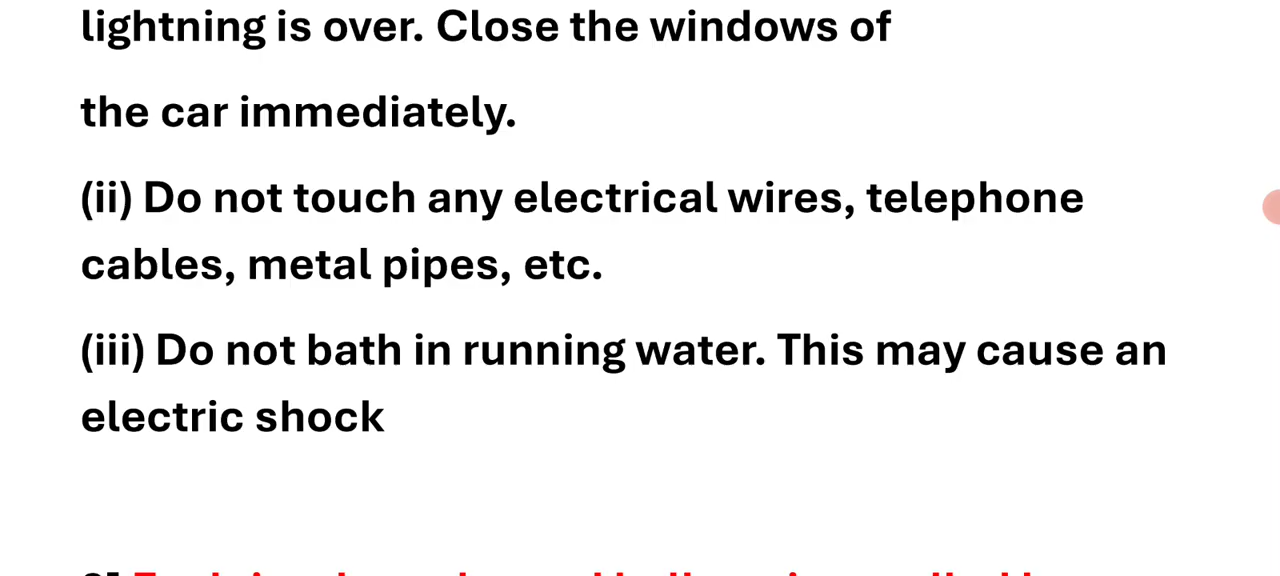 lightning is over. Close the windows of
the car immediately.
(ii) Do not touch any electrical wires, telephone
cables, metal pipes, etc.
(iii) Do not bath in running water. This may cause an
electric shock